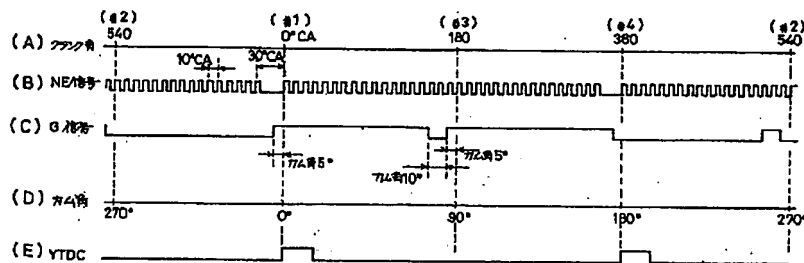 (#2) (#1) (#3) (#4) (#2)
(A) クランク角 540 0°CA 180 380 540
10°CA 30°CA
(B) NE信号
(C) G信号
カム角5° カム角10° カム角5°
(D) カム角
270° 0° 90° 180° 270°
(E) YTDC